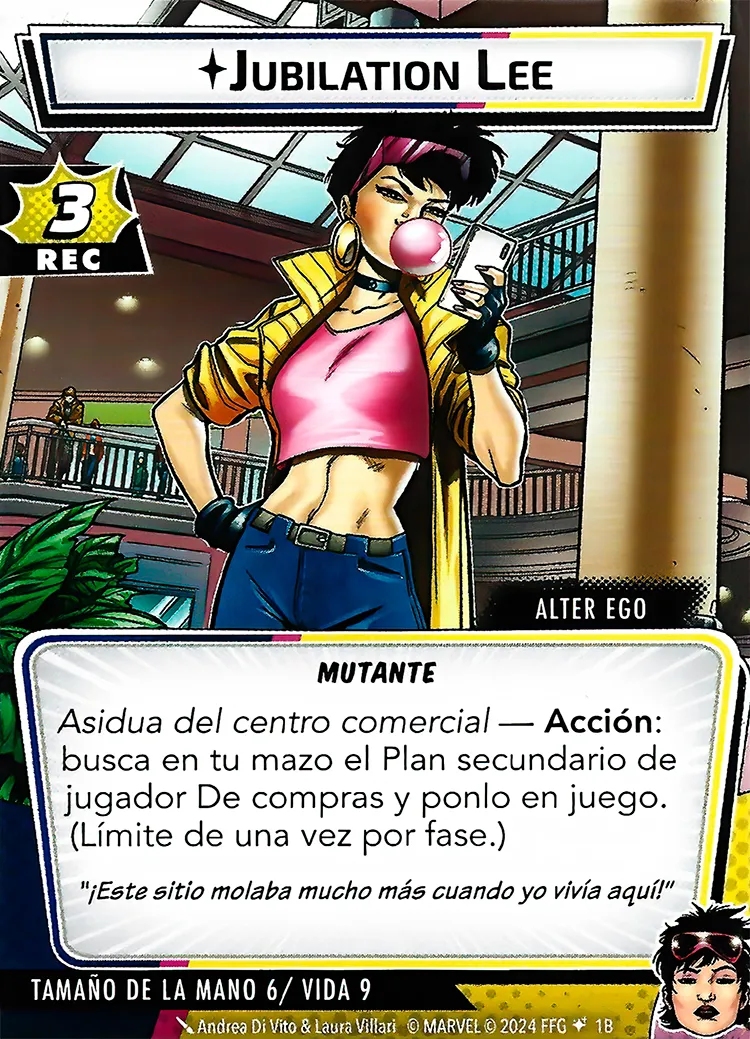 JUBILATION LEE
3
REC
ALTER EGO
MUTANTE
Asidua del centro comercial — Acción:
busca en tu mazo el Plan secundario de
jugador De compras y ponlo en juego.
(Límite de una vez por fase.)
"¡Este sitio molaba mucho más cuando yo vivía aquí!"
TAMAÑO DE LA MANO 6/ VIDA 9
Andrea Di Vito & Laura Villari © MARVEL © 2024 FFG 1B